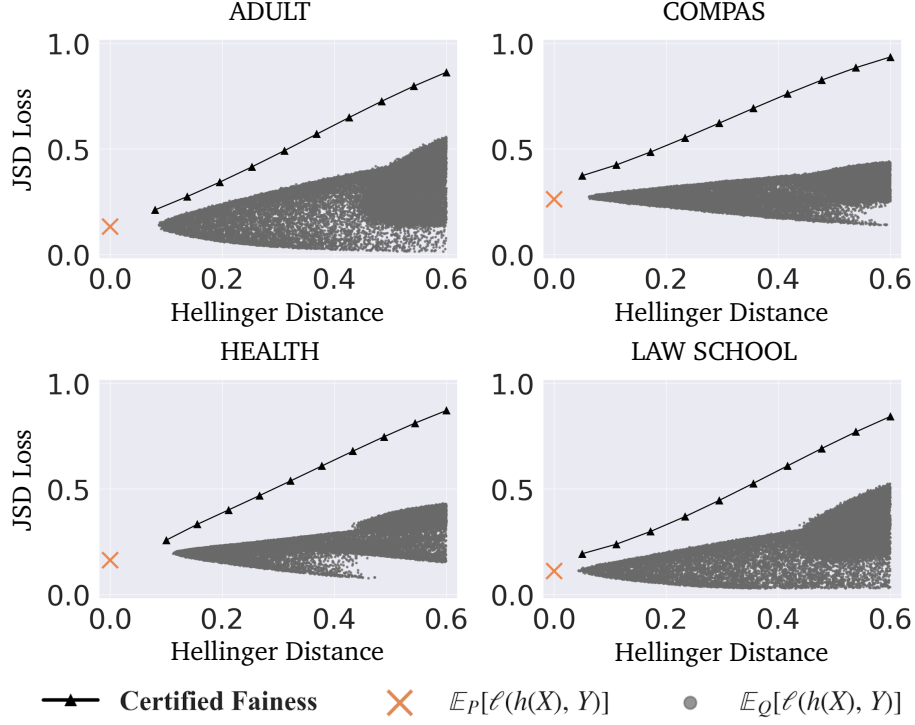 ADULT
COMPAS
1.0
0.5
0.0
JSD Loss
0.0 0.2 0.4 0.6
Hellinger Distance
1.0
0.5
0.0
0.0 0.2 0.4 0.6
Hellinger Distance
HEALTH
LAW SCHOOL
1.0
0.5
0.0
JSD Loss
0.0 0.2 0.4 0.6
Hellinger Distance
1.0
0.5
0.0
0.0 0.2 0.4 0.6
Hellinger Distance
Certified Fainess 𝔼_P[ℓ(h(X), Y)] 𝔼_Q[ℓ(h(X), Y)]